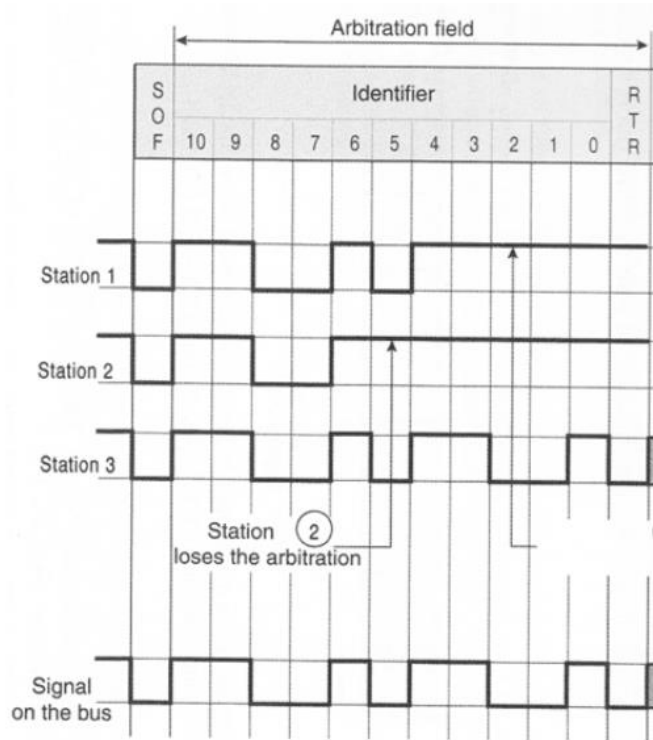 Arbitration field
S O F
Identifier
R T R
10 9 8 7 6 5 4 3 2 1 0
Station 1
Station 2
Station 3
Station 2
loses the arbitration
Signal
on the bus